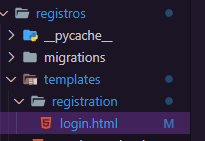 registros
__pycache__
migrations
templates
registration
login.html M